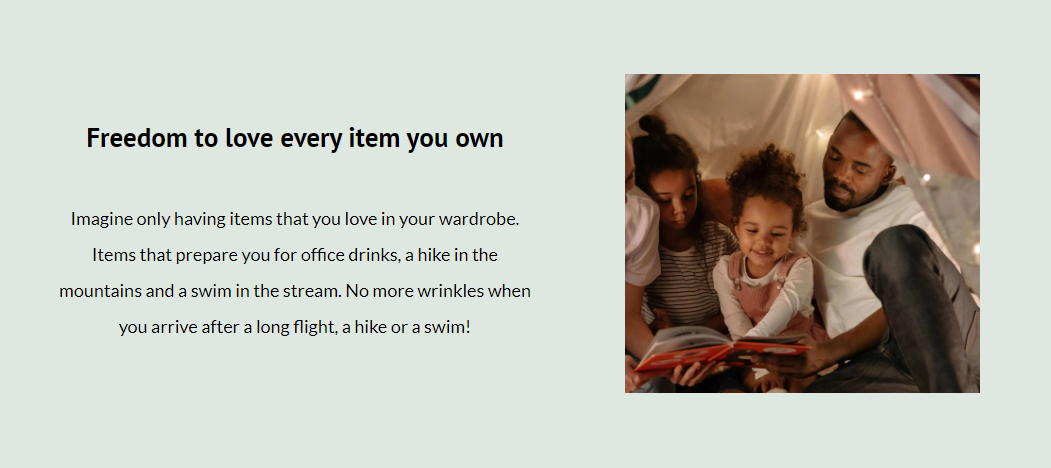 Freedom to love every item you own
Imagine only having items that you love in your wardrobe.
Items that prepare you for office drinks, a hike in the
mountains and a swim in the stream. No more wrinkles when
you arrive after a long flight, a hike or a swim!